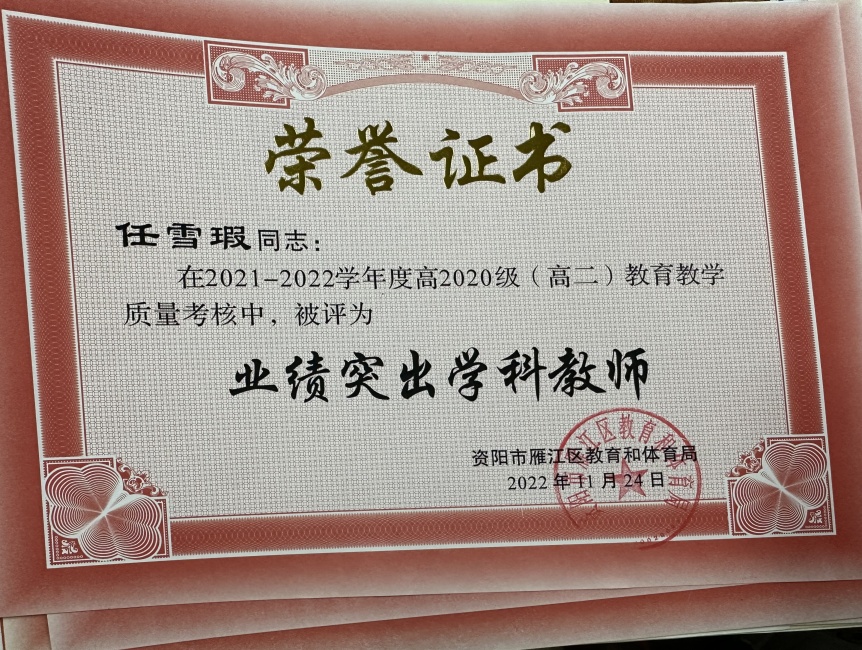 荣誉证书
任雪瑕同志：
在2021-2022学年度高2020级（高二）教育教学
质量考核中，被评为
业绩突出学科教师
资阳市雁江区教育和体育局
2022年11月24日